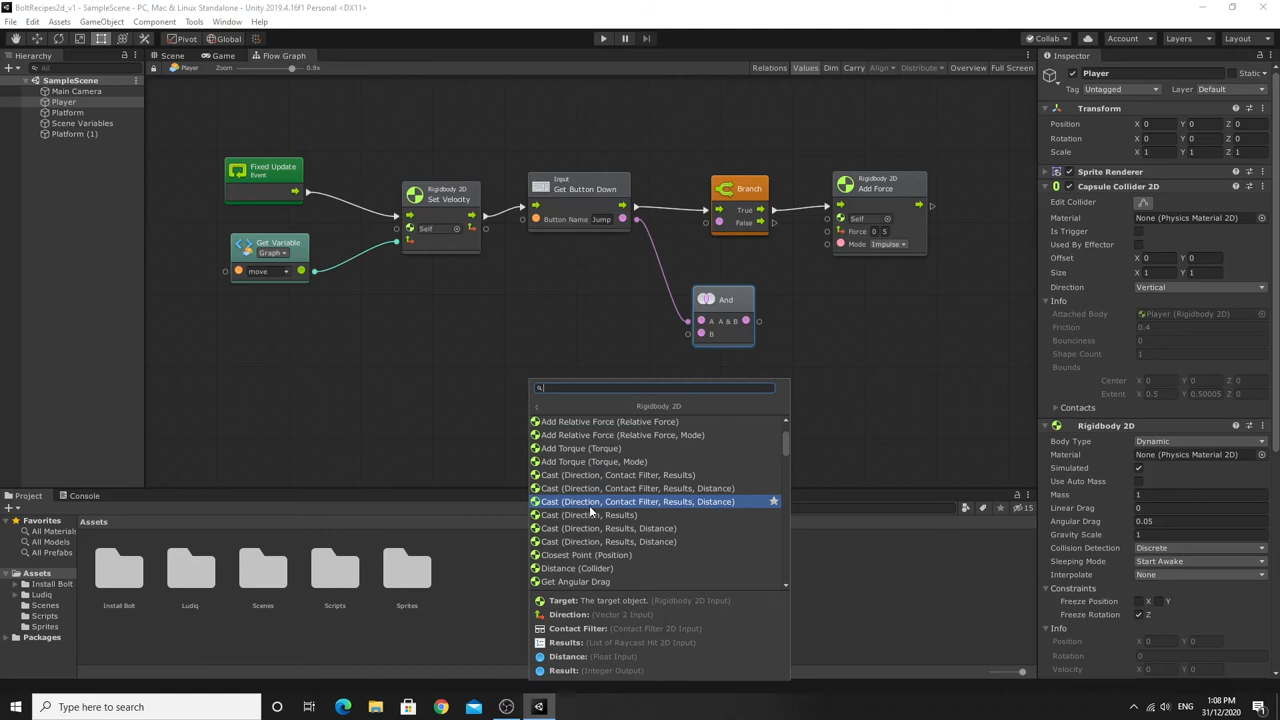 BoltRecipes2d_v1 - SampleScene - PC, Mac & Linux Standalone - Unity 2019.4.16f1 Personal <DX11>
File Edit Assets GameObject Component Tools Window Help
Pivot Global Collab Account Layers Layout
Hierarchy Scene Game Flow Graph Inspector
All
Player Zoom 0.9x Relations Values Dim Carry Align Distribute Overview Full Screen
SampleScene
Main Camera
Player
Platform
Scene Variables
Platform (1)
Fixed Update
Event
Get Variable
Graph
move
Rigidbody 2D
Set Velocity
Self
Input
Get Button Down
Button Name Jump
Branch
True
False
Rigidbody 2D
Add Force
Self
Force 0 5
Mode Impulse
And
A A & B
B
Rigidbody 2D
Add Relative Force (Relative Force)
Add Relative Force (Relative Force, Mode)
Add Torque (Torque)
Add Torque (Torque, Mode)
Cast (Direction, Contact Filter, Results)
Cast (Direction, Contact Filter, Results, Distance)
Cast (Direction, Contact Filter, Results, Distance)
Cast (Direction, Results)
Cast (Direction, Results, Distance)
Cast (Direction, Results, Distance)
Closest Point (Position)
Distance (Collider)
Get Angular Drag
Target: The target object. (Rigidbody 2D Input)
Direction: (Vector 2 Input)
Contact Filter: (Contact Filter 2D Input)
Results: (List of Raycast Hit 2D Input)
Distance: (Float Input)
Result: (Integer Output)
Project Console
15
Favorites
All Materials
All Models
All Prefabs
Assets
Install Bolt
Ludiq
Scenes
Scripts
Sprites
Packages
Assets
Install Bolt Ludiq Scenes Scripts Sprites
Player Static
Tag Untagged Layer Default
Transform
Position X 0 Y 0 Z 0
Rotation X 0 Y 0 Z 0
Scale X 1 Y 1 Z 1
Sprite Renderer
Capsule Collider 2D
Edit Collider
Material None (Physics Material 2D)
Is Trigger
Used By Effector
Offset X 0 Y 0
Size X 1 Y 1
Direction Vertical
Info
Attached Body Player (Rigidbody 2D)
Friction 0.4
Bounciness 0
Shape Count 1
Bounds
Center X 0 Y 0 Z 0
Extent X 0.5 Y 0.50005 Z 0
Contacts
Rigidbody 2D
Body Type Dynamic
Material None (Physics Material 2D)
Simulated
Use Auto Mass
Mass 1
Linear Drag 0
Angular Drag 0.05
Gravity Scale 1
Collision Detection Discrete
Sleeping Mode Start Awake
Interpolate None
Constraints
Freeze Position X Y
Freeze Rotation Z
Info
Position X 0 Y 0
Rotation 0
Velocity X 0 Y 0
Type here to search
1:08 PM
31/12/2020